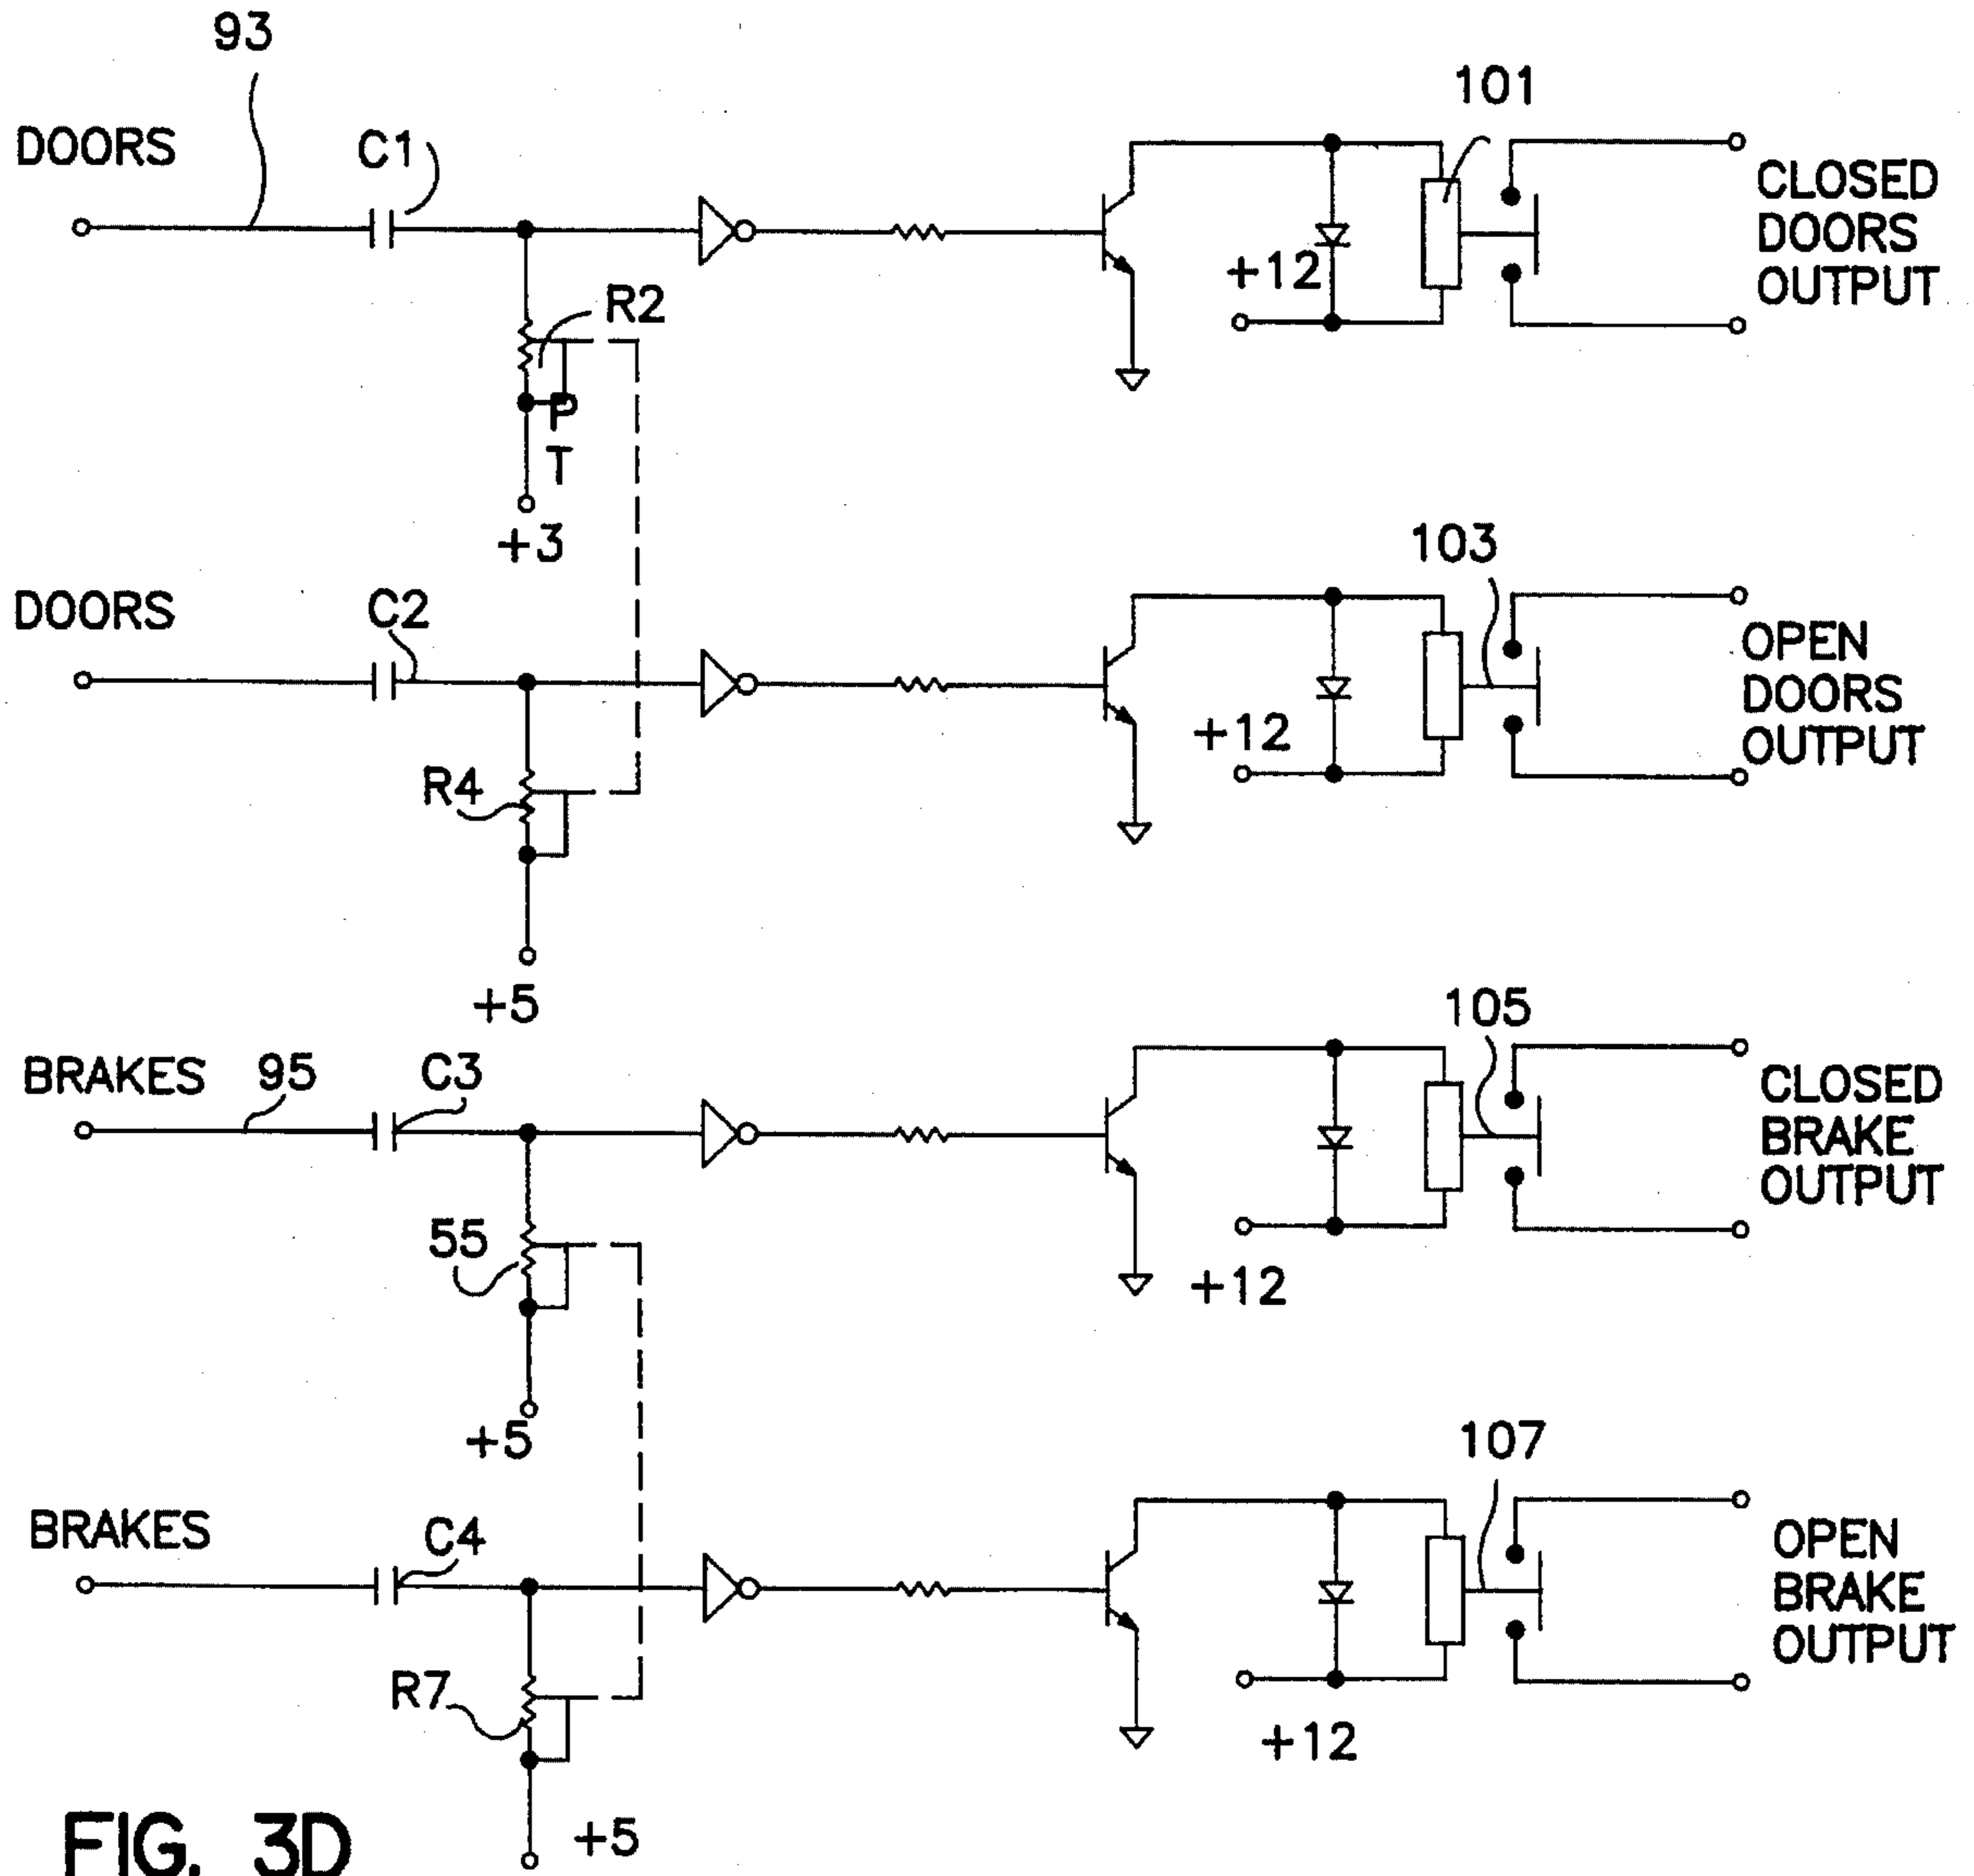 93
101
DOORS
C1
CLOSED
DOORS
OUTPUT
+12
R2
P
T
+3
103
DOORS
C2
OPEN
DOORS
OUTPUT
+12
R4
+5
105
BRAKES
95
C3
CLOSED
BRAKE
OUTPUT
55
+12
+5
107
BRAKES
C4
OPEN
BRAKE
OUTPUT
R7
+12
+5
FIG. 3D